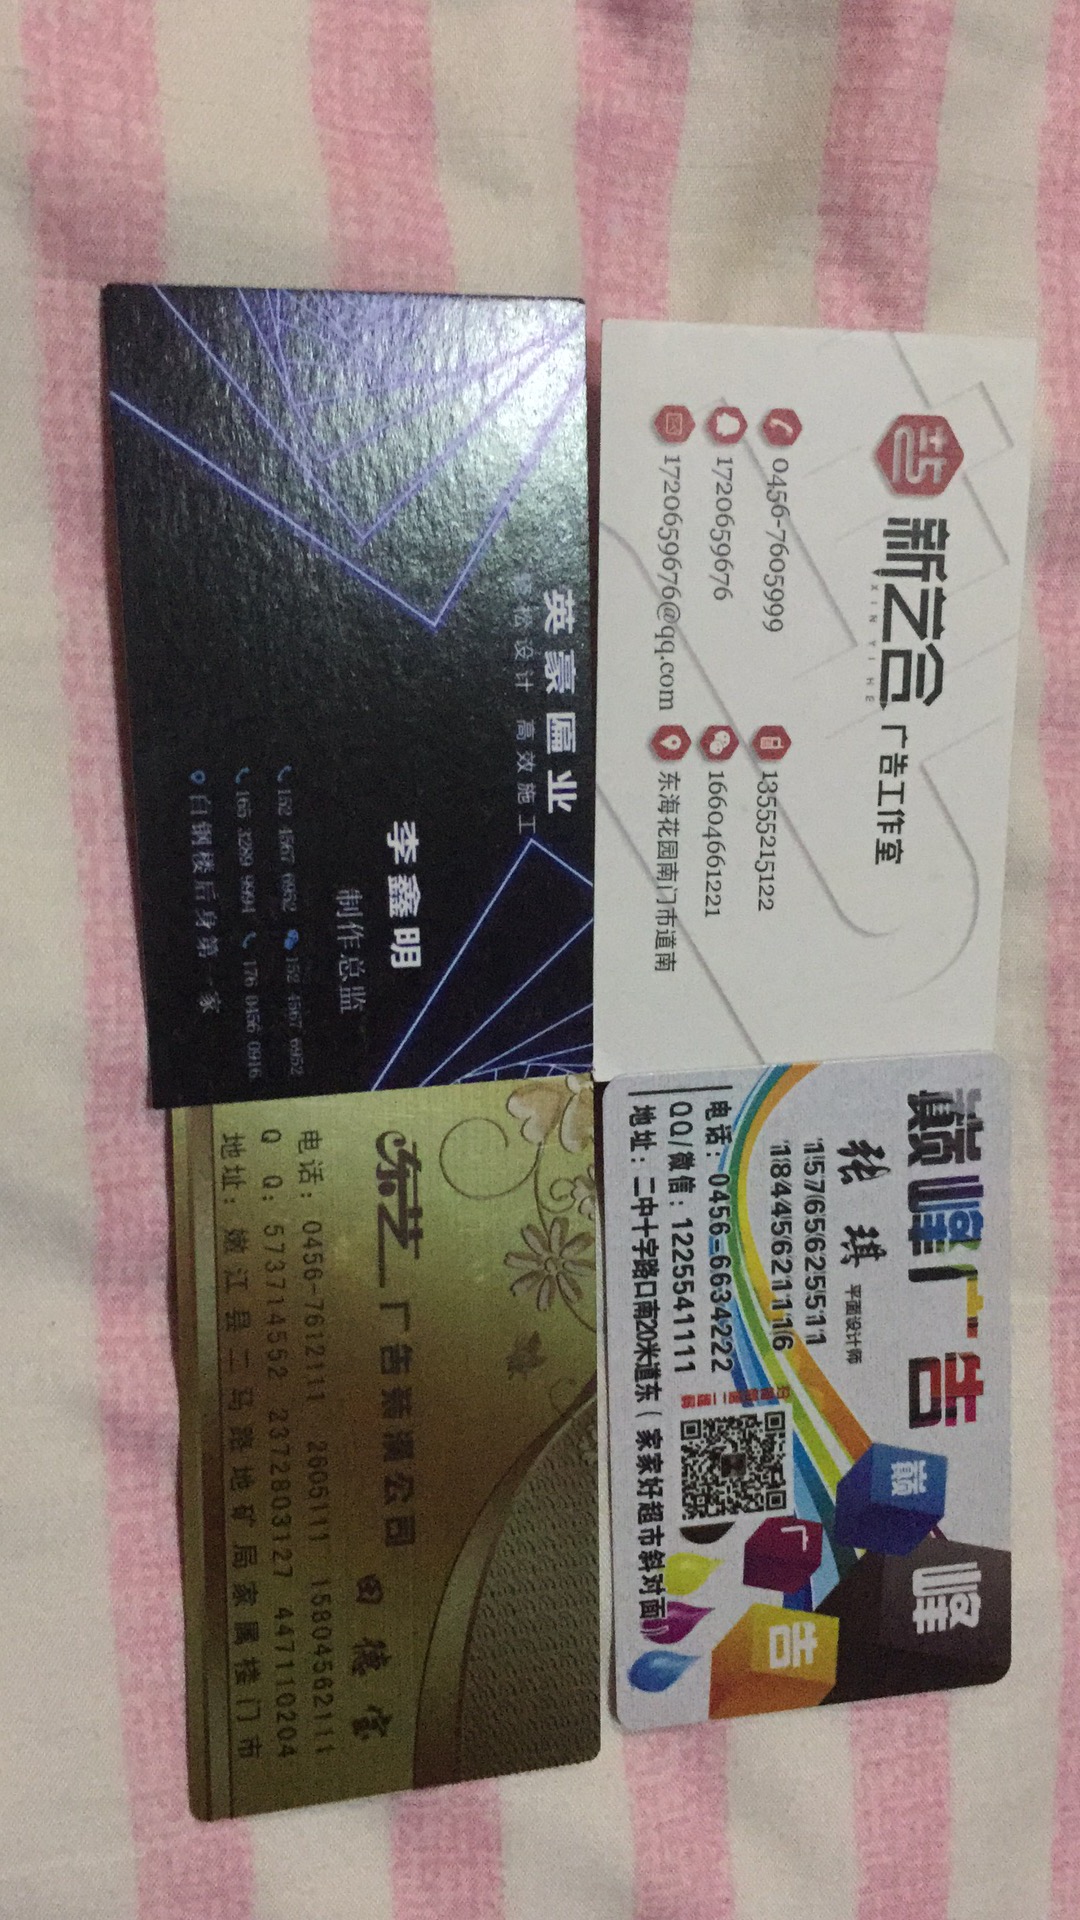 新艺合 广告工作室
XIN YI HE
0456-7605999
13555215122
1720659676
16604661221
1720659676@qq.com
东海花园南门市道南
英豪匾业
松设计 高效施工
李鑫明
制作总监
152 4567 6952
152 4567 6952
165 3289 9994
176 0456 0916
白钢楼后身第一家
巅峰广告
张琪 平面设计师
15765625511
18445621116
电话：0456-6634222
QQ/微信：1225541111
地址：二中十字路口南20米道东（家家好超市斜对面）
巅
峰
广
告
东艺 广告策划公司
田德宝
电话：0456-7612111 2605111 15804562111
Q Q：573714552 2372803127 447110204
地址：嫩江县二马路地矿局家属楼门市